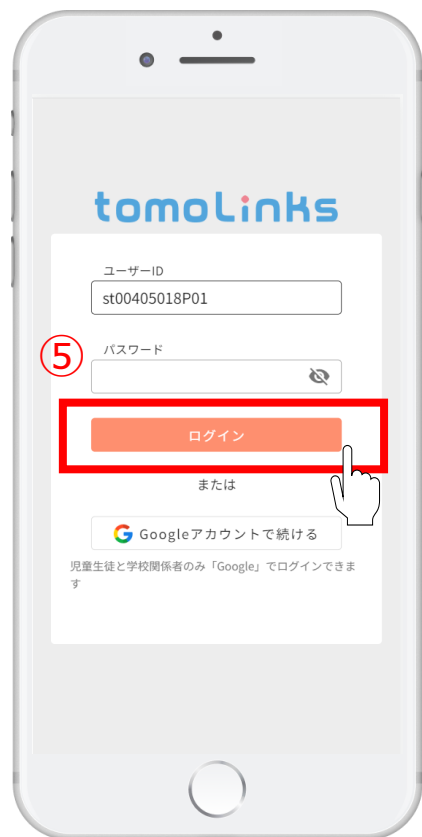 tomoLinks
ユーザーID
st00405018P01
⑤
パスワード
ログイン
または
Googleアカウントで続ける
児童生徒と学校関係者のみ「Google」でログインできま
す